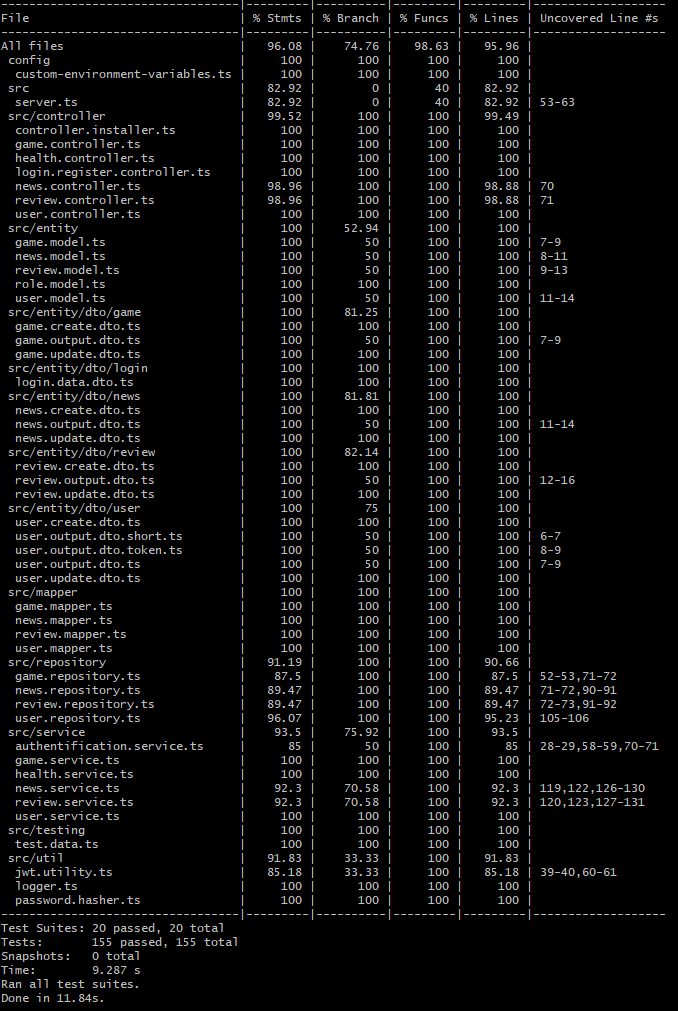 ---------------------------------|---------|----------|---------|---------|-------------------
File                             | % Stmts | % Branch | % Funcs | % Lines | Uncovered Line #s
---------------------------------|---------|----------|---------|---------|-------------------
All files                        |   96.08 |    74.76 |   98.63 |   95.96 |
 config                          |     100 |      100 |     100 |     100 |
  custom-environment-variables.ts |     100 |      100 |     100 |     100 |
 src                             |   82.92 |        0 |      40 |   82.92 |
  server.ts                      |   82.92 |        0 |      40 |   82.92 | 53-63
 src/controller                  |   99.52 |      100 |     100 |   99.49 |
  controller.installer.ts        |     100 |      100 |     100 |     100 |
  game.controller.ts             |     100 |      100 |     100 |     100 |
  health.controller.ts           |     100 |      100 |     100 |     100 |
  login.register.controller.ts   |     100 |      100 |     100 |     100 |
  news.controller.ts             |   98.96 |      100 |     100 |   98.88 | 70
  review.controller.ts           |   98.96 |      100 |     100 |   98.88 | 71
  user.controller.ts             |     100 |      100 |     100 |     100 |
 src/entity                      |     100 |    52.94 |     100 |     100 |
  game.model.ts                  |     100 |       50 |     100 |     100 | 7-9
  news.model.ts                  |     100 |       50 |     100 |     100 | 8-11
  review.model.ts                |     100 |       50 |     100 |     100 | 9-13
  role.model.ts                  |     100 |      100 |     100 |     100 |
  user.model.ts                  |     100 |       50 |     100 |     100 | 11-14
 src/entity/dto/game             |     100 |    81.25 |     100 |     100 |
  game.create.dto.ts             |     100 |      100 |     100 |     100 |
  game.output.dto.ts             |     100 |       50 |     100 |     100 | 7-9
  game.update.dto.ts             |     100 |      100 |     100 |     100 |
 src/entity/dto/login            |     100 |      100 |     100 |     100 |
  login.data.dto.ts              |     100 |      100 |     100 |     100 |
 src/entity/dto/news             |     100 |    81.81 |     100 |     100 |
  news.create.dto.ts             |     100 |      100 |     100 |     100 |
  news.output.dto.ts             |     100 |       50 |     100 |     100 | 11-14
  news.update.dto.ts             |     100 |      100 |     100 |     100 |
 src/entity/dto/review           |     100 |    82.14 |     100 |     100 |
  review.create.dto.ts           |     100 |      100 |     100 |     100 |
  review.output.dto.ts           |     100 |       50 |     100 |     100 | 12-16
  review.update.dto.ts           |     100 |      100 |     100 |     100 |
 src/entity/dto/user             |     100 |       75 |     100 |     100 |
  user.create.dto.ts             |     100 |      100 |     100 |     100 |
  user.output.dto.short.ts       |     100 |       50 |     100 |     100 | 6-7
  user.output.dto.token.ts       |     100 |       50 |     100 |     100 | 8-9
  user.output.dto.ts             |     100 |       50 |     100 |     100 | 7-9
  user.update.dto.ts             |     100 |      100 |     100 |     100 |
 src/mapper                      |     100 |      100 |     100 |     100 |
  game.mapper.ts                 |     100 |      100 |     100 |     100 |
  news.mapper.ts                 |     100 |      100 |     100 |     100 |
  review.mapper.ts               |     100 |      100 |     100 |     100 |
  user.mapper.ts                 |     100 |      100 |     100 |     100 |
 src/repository                  |   91.19 |      100 |     100 |   90.66 |
  game.repository.ts             |    87.5 |      100 |     100 |    87.5 | 52-53,71-72
  news.repository.ts             |   89.47 |      100 |     100 |   89.47 | 71-72,90-91
  review.repository.ts           |   89.47 |      100 |     100 |   89.47 | 72-73,91-92
  user.repository.ts             |   96.07 |      100 |     100 |   95.23 | 105-106
 src/service                     |    93.5 |    75.92 |     100 |    93.5 |
  authentification.service.ts    |      85 |       50 |     100 |      85 | 28-29,58-59,70-71
  game.service.ts                |     100 |      100 |     100 |     100 |
  health.service.ts              |     100 |      100 |     100 |     100 |
  news.service.ts                |    92.3 |    70.58 |     100 |    92.3 | 119,122,126-130
  review.service.ts              |    92.3 |    70.58 |     100 |    92.3 | 120,123,127-131
  user.service.ts                |     100 |      100 |     100 |     100 |
 src/testing                     |     100 |      100 |     100 |     100 |
  test.data.ts                   |     100 |      100 |     100 |     100 |
 src/util                        |   91.83 |    33.33 |     100 |   91.83 |
  jwt.utility.ts                 |   85.18 |    33.33 |     100 |   85.18 | 39-40,60-61
  logger.ts                      |     100 |      100 |     100 |     100 |
  password.hasher.ts             |     100 |      100 |     100 |     100 |
---------------------------------|---------|----------|---------|---------|-------------------
Test Suites: 20 passed, 20 total
Tests:       155 passed, 155 total
Snapshots:   0 total
Time:        9.287 s
Ran all test suites.
Done in 11.84s.